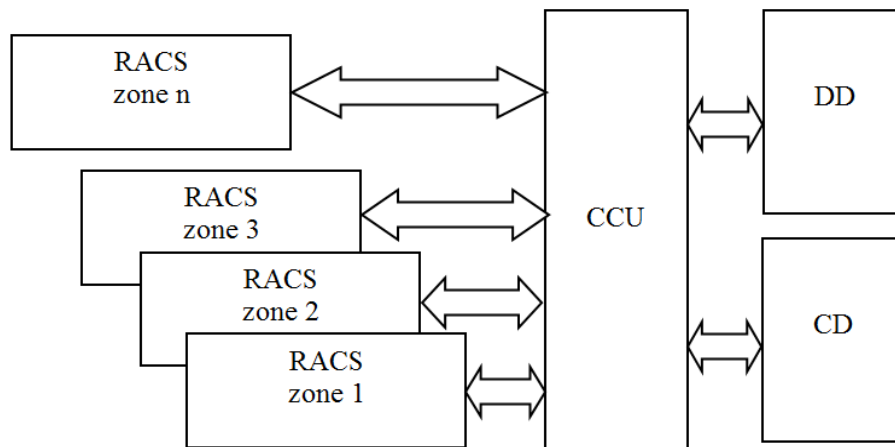 RACS
zone n
RACS
zone 3
RACS
zone 2
RACS
zone 1
CCU
DD
CD